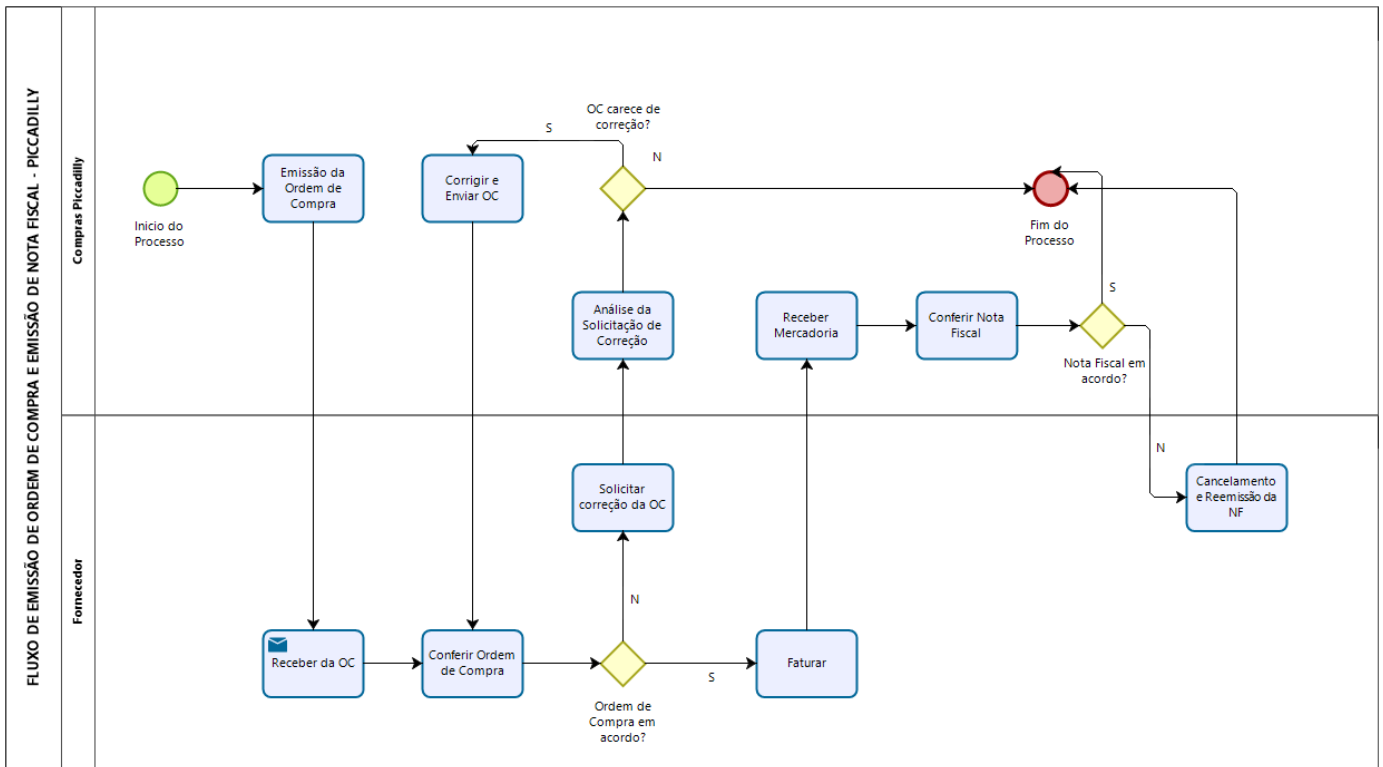 FLUXO DE EMISSÃO DE ORDEM DE COMPRA E EMISSÃO DE NOTA FISCAL - PICCADILLY
Compras Piccadilly
OC carece de
correção?
S
N
Emissão da
Ordem de
Compra
Corrigir e
Enviar OC
Inicio do
Processo
Fim do
Processo
S
Análise da
Solicitação de
Correção
Receber
Mercadoria
Conferir Nota
Fiscal
Nota Fiscal em
acordo?
Fornecedor
N
Solicitar
correção da OC
Cancelamento
e Reemissão da
NF
N
Receber da OC
Conferir Ordem
de Compra
S
Faturar
Ordem de
Compra em
acordo?